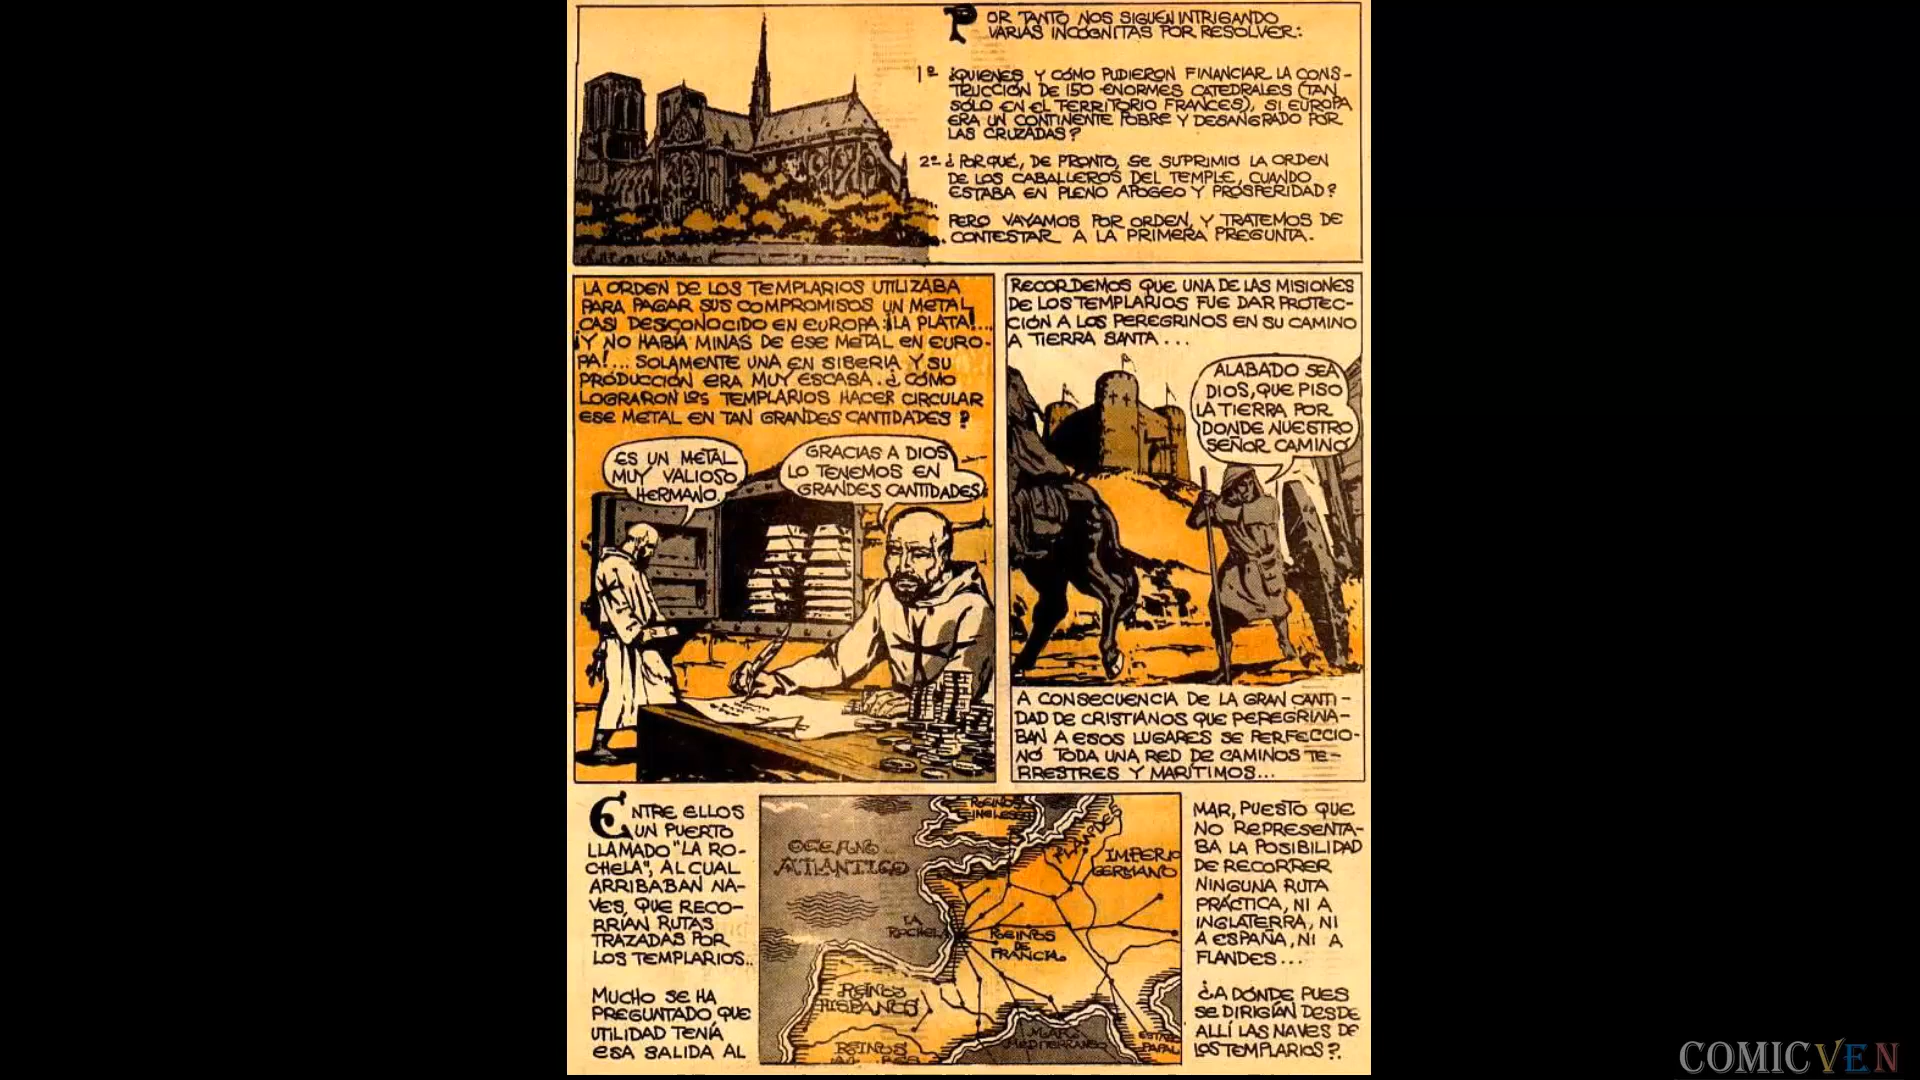 POR TANTO NOS SIGUEN INTRIGANDO
VARIAS INCÓGNITAS POR RESOLVER:
1º ¿QUIENES Y CÓMO PUDIERON FINANCIAR LA CONS-
TRUCCIÓN DE 150 ENORMES CATEDRALES (TAN
SÓLO EN EL TERRITORIO FRANCES), SI EUROPA
ERA UN CONTINENTE POBRE Y DESANGRADO POR
LAS CRUZADAS?
2º ¿PORQUÉ, DE PRONTO, SE SUPRIMIÓ LA ORDEN
DE LOS CABALLEROS DEL TEMPLE, CUANDO
ESTABA EN PLENO APOGEO Y PROSPERIDAD?
PERO VAYAMOS POR ORDEN, Y TRATEMOS DE
CONTESTAR A LA PRIMERA PREGUNTA.
LA ORDEN DE LOS TEMPLARIOS UTILIZABA
PARA PAGAR SUS COMPROMISOS UN METAL
CASI DESCONOCIDO EN EUROPA: ¡LA PLATA!...
¡Y NO HABÍA MINAS DE ESE METAL EN EURO-
PA!... SOLAMENTE UNA EN SIBERIA Y SU
PRODUCCIÓN ERA MUY ESCASA. ¿CÓMO
LOGRARON LOS TEMPLARIOS HACER CIRCULAR
ESE METAL EN TAN GRANDES CANTIDADES?
ES UN METAL
MUY VALIOSO,
HERMANO.
GRACIAS A DIOS
LO TENEMOS EN
GRANDES CANTIDADES
RECORDEMOS QUE UNA DE LAS MISIONES
DE LOS TEMPLARIOS FUE DAR PROTEC-
CIÓN A LOS PEREGRINOS EN SU CAMINO
A TIERRA SANTA...
ALABADO SEA
DIOS, QUE PISO
LA TIERRA POR
DONDE NUESTRO
SEÑOR CAMINÓ
A CONSECUENCIA DE LA GRAN CANTI-
DAD DE CRISTIANOS QUE PEREGRINA-
BAN A ESOS LUGARES SE PERFECCIO-
NÓ TODA UNA RED DE CAMINOS TE-
RRESTRES Y MARÍTIMOS...
ENTRE ELLOS
UN PUERTO
LLAMADO "LA RO-
CHELA", AL CUAL
ARRIBABAN NA-
VES, QUE RECO-
RRÍAN RUTAS
TRAZADAS POR
LOS TEMPLARIOS..
MUCHO SE HA
PREGUNTADO QUE
UTILIDAD TENÍA
ESA SALIDA AL
OCEANO
ATLANTICO
REINOS
INGLESES
FLANDES
IMPERIO
GERMANO
LA
ROCHELA
REINOS
DE
FRANCIA
REINOS
HISPANOS
REINOS
MAR
MEDITERRANEO
ESTADO
PAPAL
MAR, PUESTO QUE
NO REPRESENTA-
BA LA POSIBILIDAD
DE RECORRER
NINGUNA RUTA
PRÁCTICA, NI A
INGLATERRA, NI
A ESPAÑA, NI A
FLANDES...
¿A DÓNDE PUES
SE DIRIGÍAN DESDE
ALLÍ LAS NAVES DE
LOS TEMPLARIOS?.
COMICVEN